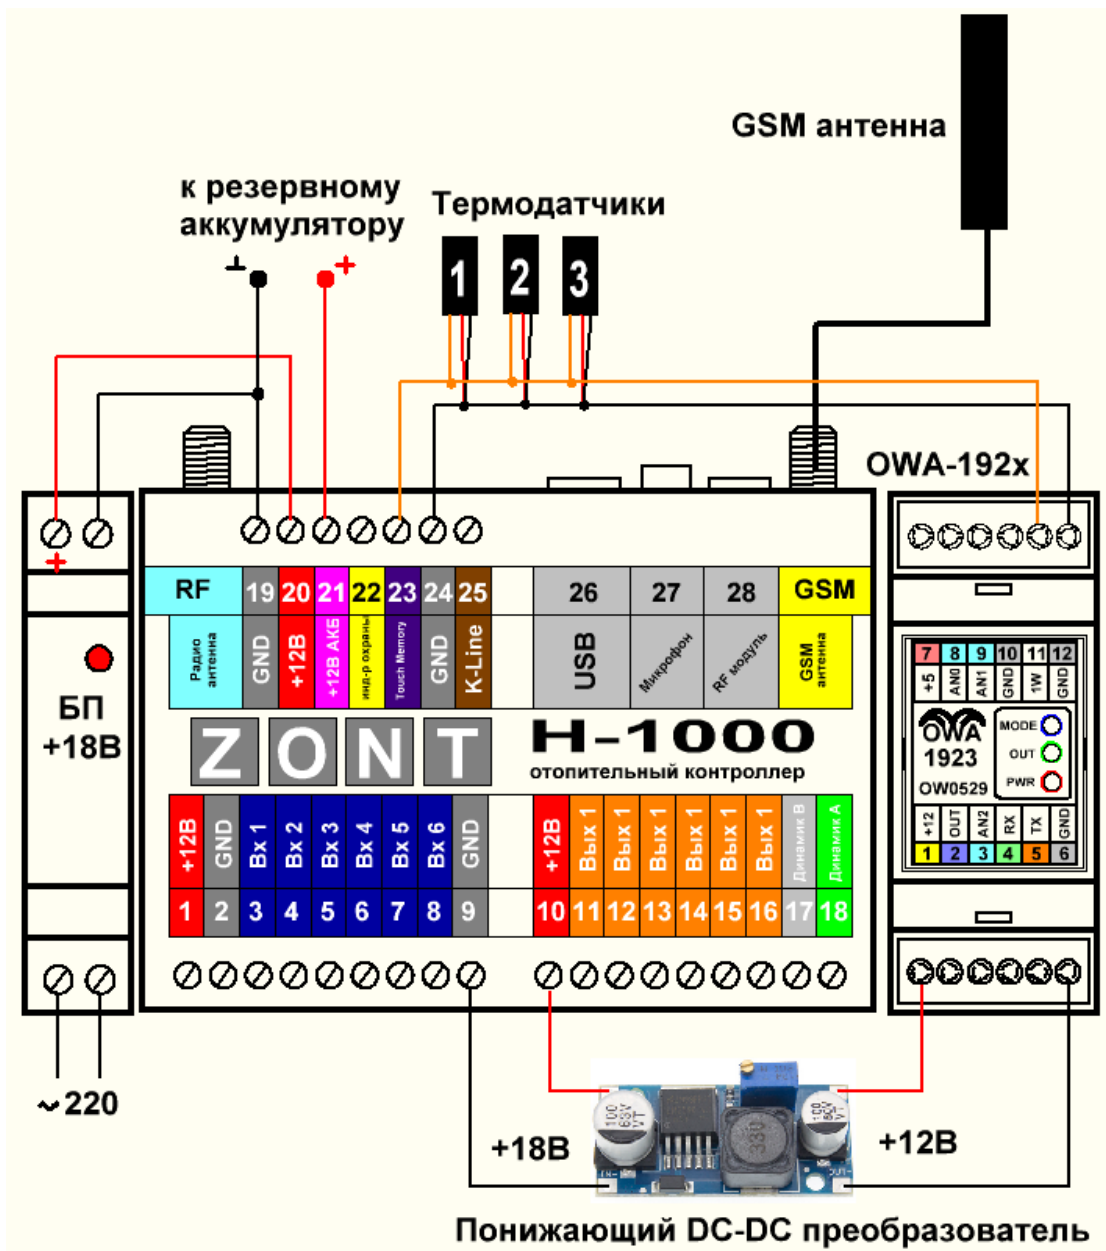 GSM антенна
к резервному
аккумулятору
Термодатчики
+
1 2 3
OWA-192x
+
RF 19 20 21 22 23 24 25 26 27 28 GSM
Радио
антенна
GND
+12В
+12В АКБ
инд-р охраны
Touch Memory
GND
K-Line
USB
Микрофон
RF модуль
GSM
антенна
БП
+18В
ZONT H-1000
отопительный контроллер
7 8 9 10 11 12
+5 AN0 AN1 GND 1W GND
OWA
1923
OW0529
MODE
OUT
PWR
+12 OUT AN2 RX TX GND
1 2 3 4 5 6
+12В GND Вх 1 Вх 2 Вх 3 Вх 4 Вх 5 Вх 6 GND +12В Вых 1 Вых 1 Вых 1 Вых 1 Вых 1 Вых 1 Динамик В Динамик А
1 2 3 4 5 6 7 8 9 10 11 12 13 14 15 16 17 18
~220
100
63V
VT
330
+18В
+12В
Понижающий DC-DC преобразователь